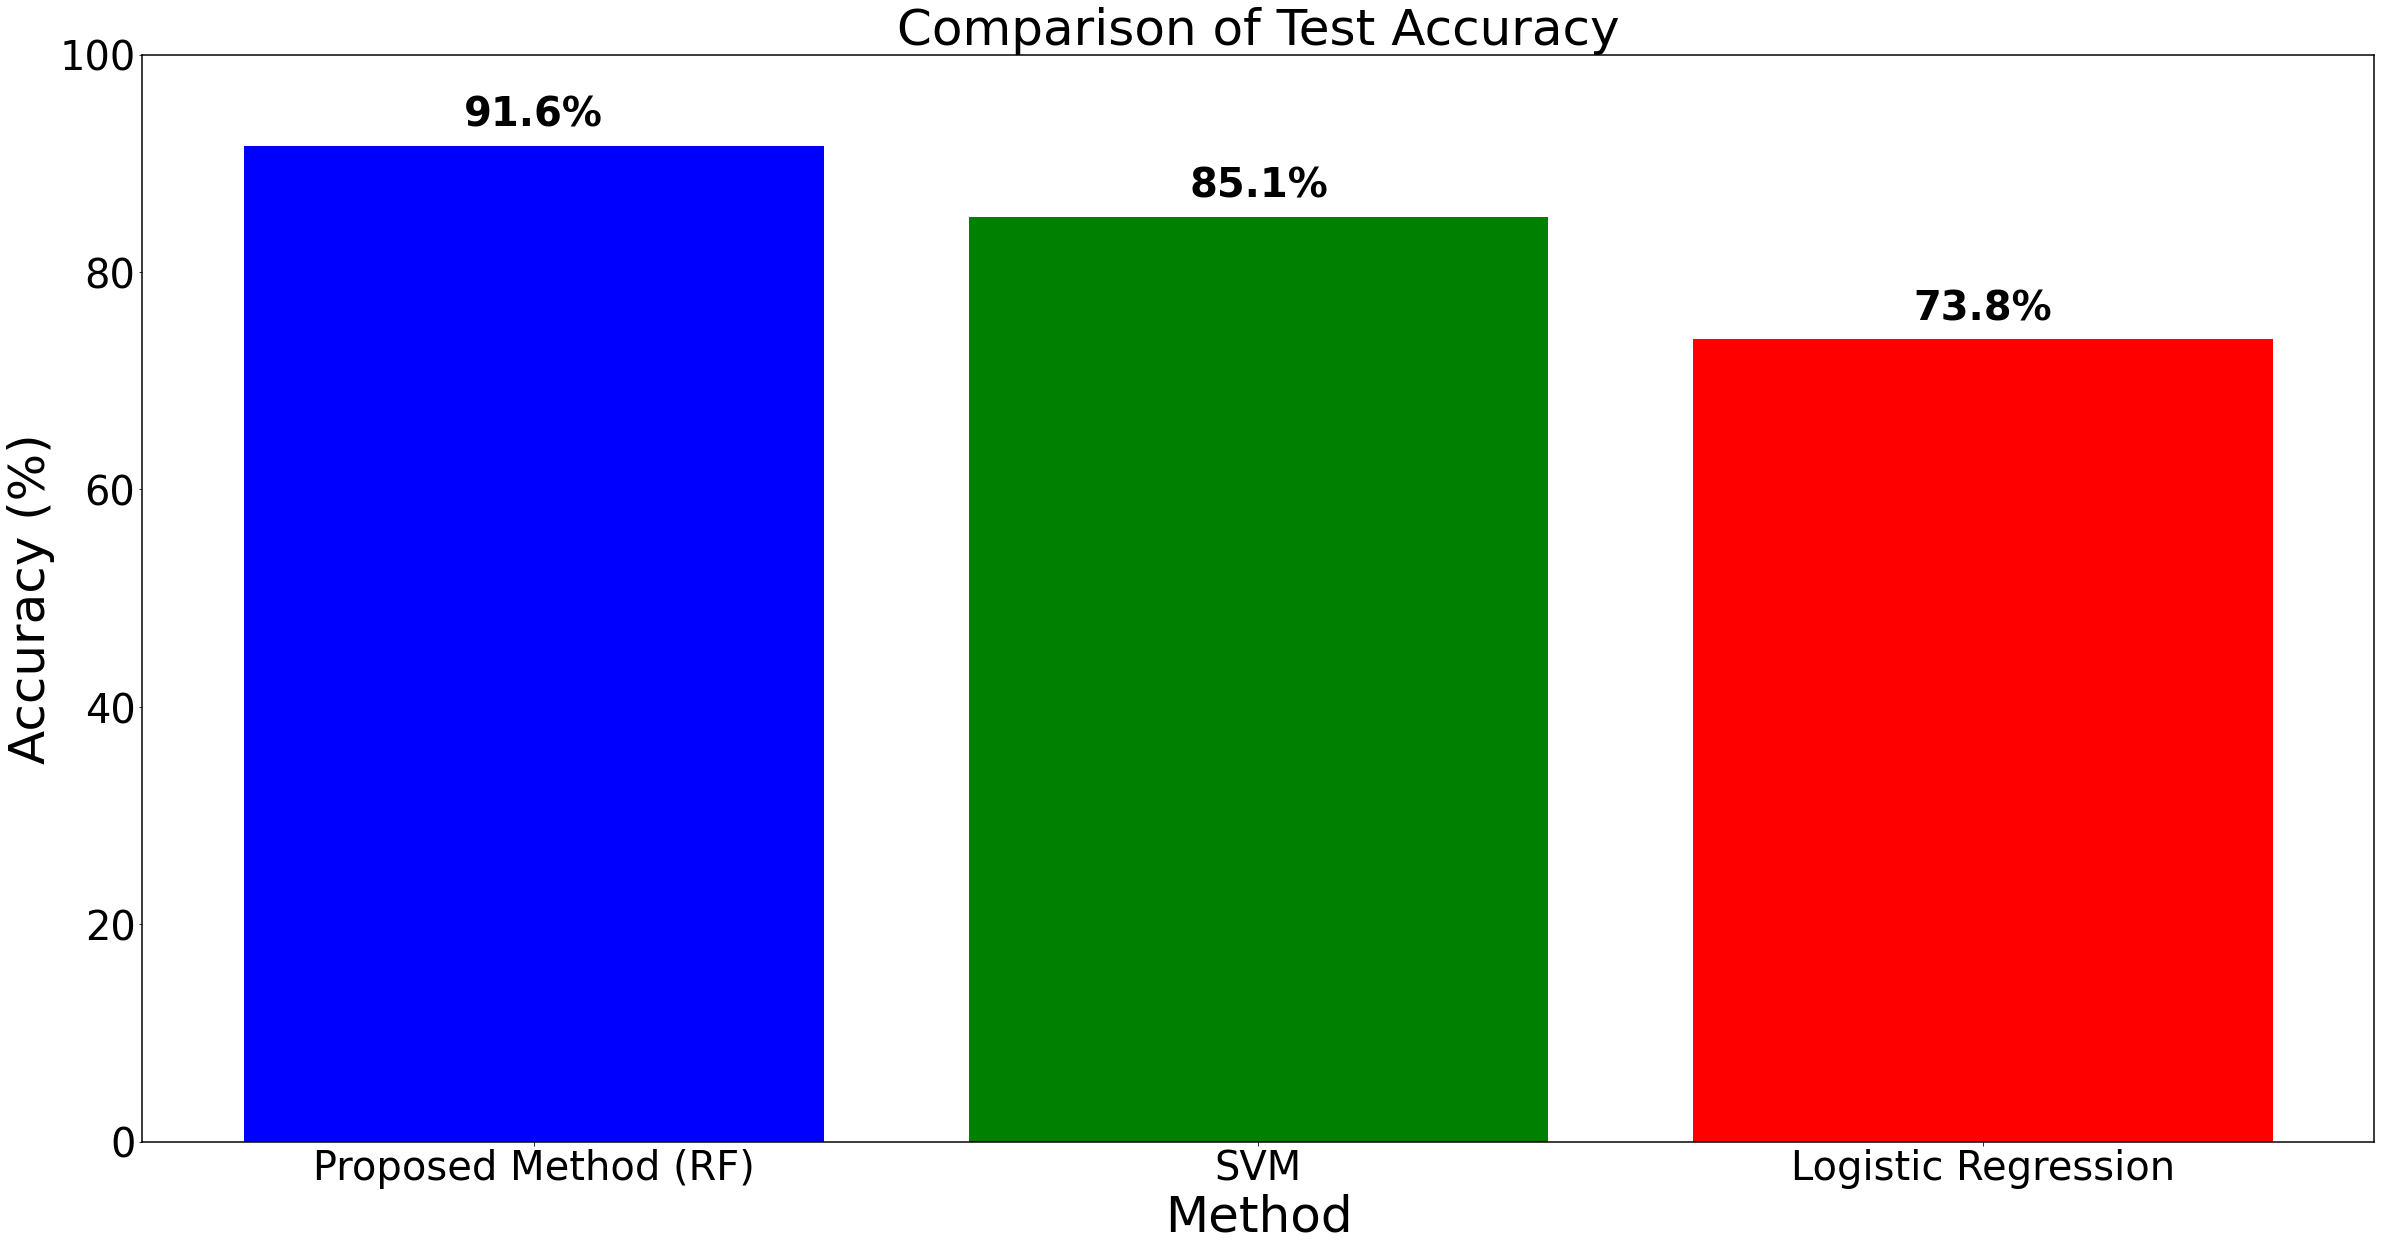 Comparison of Test Accuracy
100
80
60
40
20
0
Accuracy (%)
91.6%
85.1%
73.8%
Proposed Method (RF)
SVM
Logistic Regression
Method